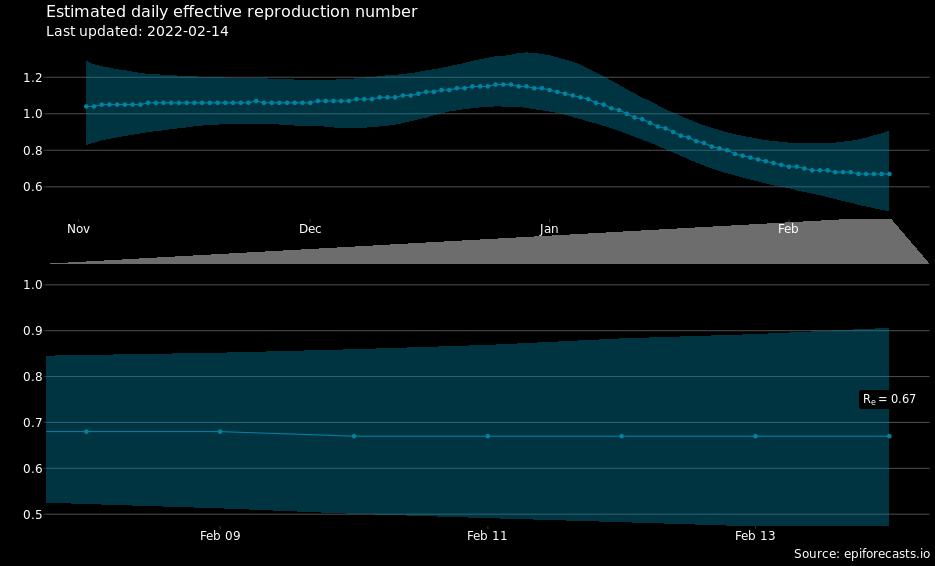 Estimated daily effective reproduction number
Last updated: 2022-02-14
1.2
1.0
0.8
0.6
Nov Dec Jan Feb
1.0
0.9
0.8
Re = 0.67
0.7
0.6
0.5
Feb 09 Feb 11 Feb 13
Source: epiforecasts.io